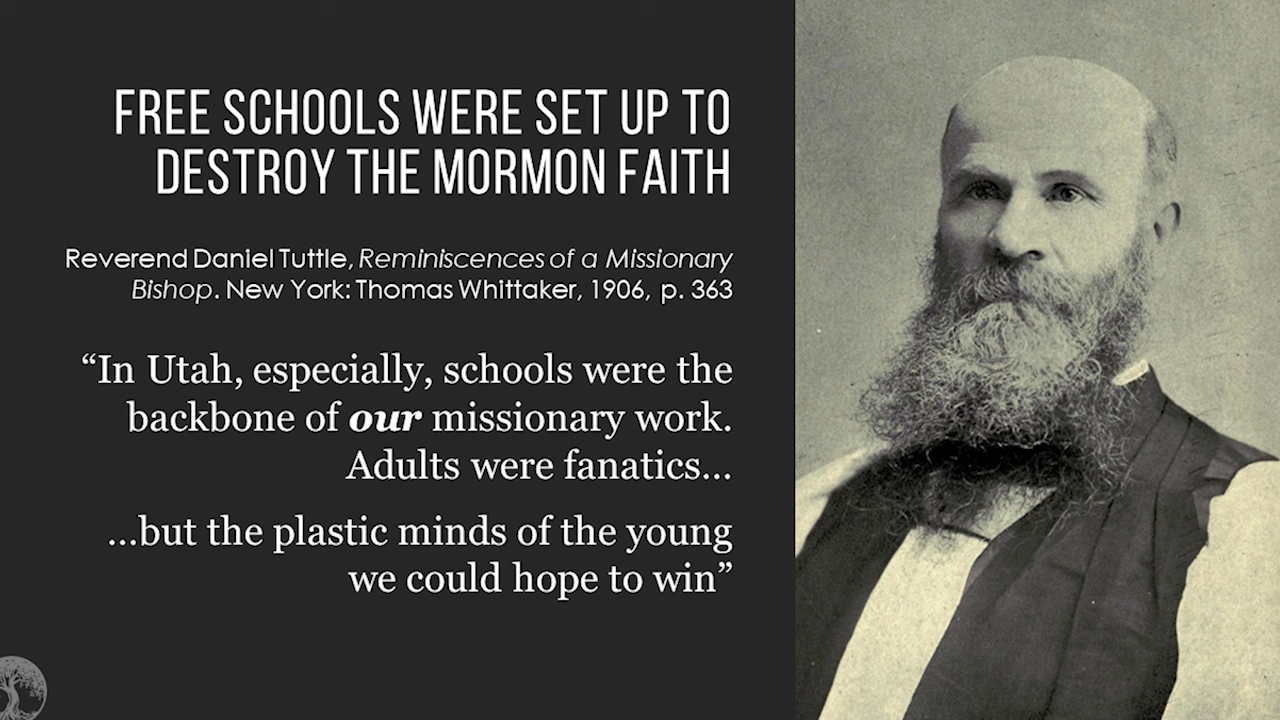 FREE SCHOOLS WERE SET UP TO
DESTROY THE MORMON FAITH
Reverend Daniel Tuttle, Reminiscences of a Missionary
Bishop. New York: Thomas Whittaker, 1906, p. 363
“In Utah, especially, schools were the
backbone of our missionary work.
Adults were fanatics…
…but the plastic minds of the young
we could hope to win”